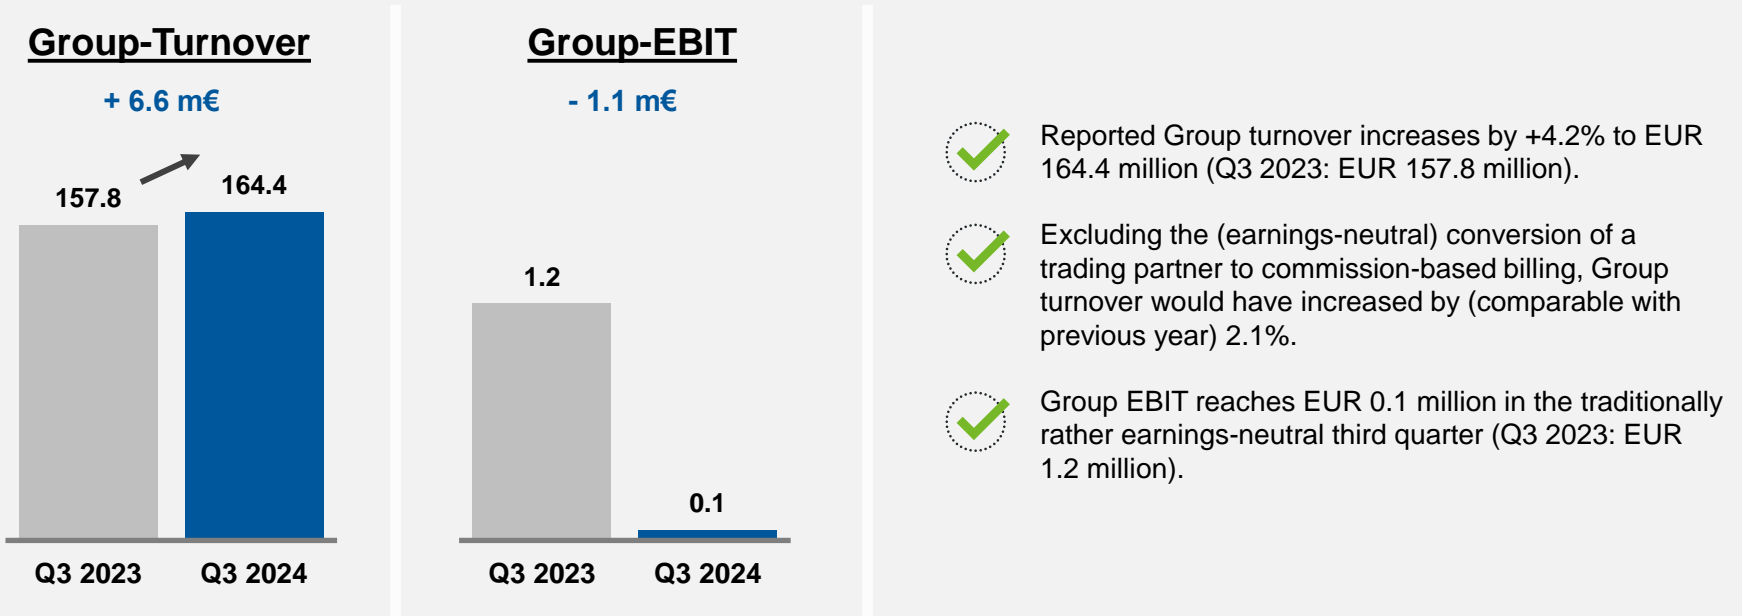 Group-Turnover
+ 6.6 m€
157.8
164.4
Q3 2023
Q3 2024
Group-EBIT
- 1.1 m€
1.2
0.1
Q3 2023
Q3 2024
Reported Group turnover increases by +4.2% to EUR
164.4 million (Q3 2023: EUR 157.8 million).
Excluding the (earnings-neutral) conversion of a
trading partner to commission-based billing, Group
turnover would have increased by (comparable with
previous year) 2.1%.
Group EBIT reaches EUR 0.1 million in the traditionally
rather earnings-neutral third quarter (Q3 2023: EUR
1.2 million).